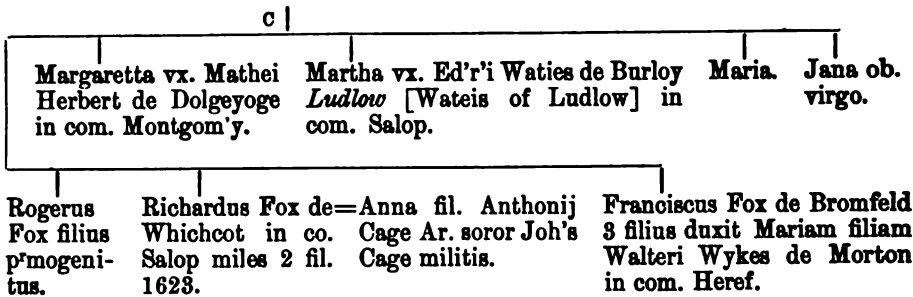 C
Margaretta vx. Mathei
Herbert de Dolgeyoge
in com. Montgom'y.
Martha vx. Ed'r'i Waties de Burloy
Ludlow [Wateis of Ludlow] in
com. Salop.
Maria.
Jana ob.
virgo.
Rogerus
Fox filius
pʳmogeni-
tus.
Richardus Fox de=
Whichcot in co.
Salop miles 2 fil.
1623.
Anna fil. Anthonij
Cage Ar. soror Joh's
Cage militis.
Franciscus Fox de Bromfeld
3 filius duxit Mariam filiam
Walteri Wykes de Morton
in com. Heref.